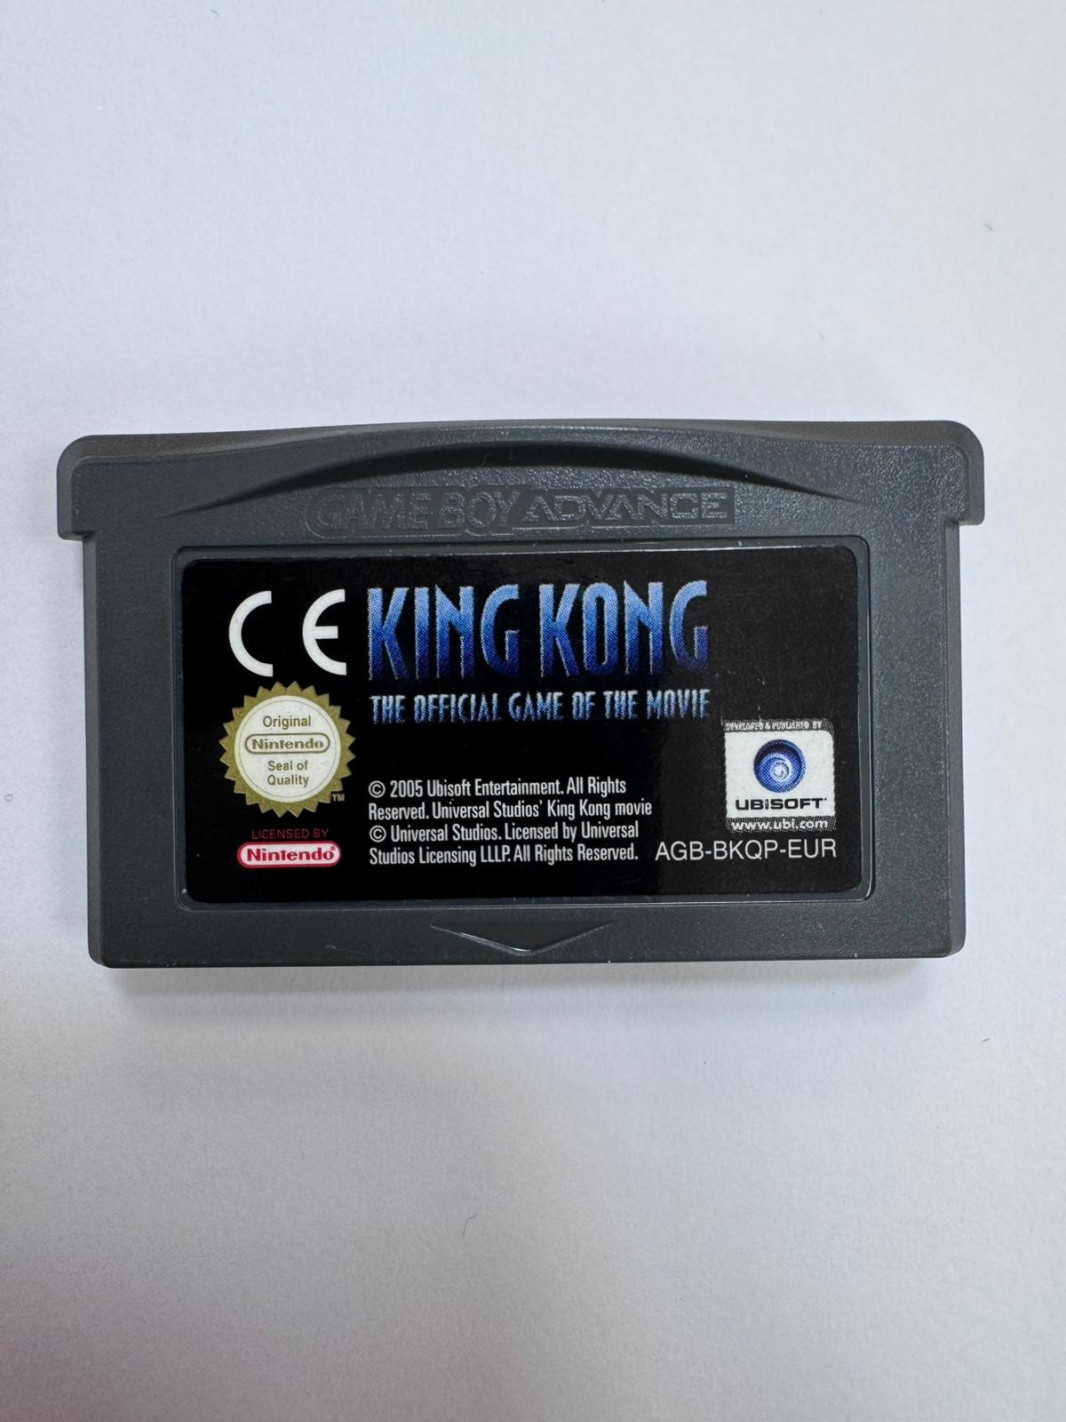 GAME BOY ADVANCE
CE KING KONG
THE OFFICIAL GAME OF THE MOVIE
Original
Nintendo
Seal of
Quality
TM
LICENSED BY
Nintendo®
© 2005 Ubisoft Entertainment. All Rights
Reserved. Universal Studios' King Kong movie
© Universal Studios. Licensed by Universal
Studios Licensing LLLP. All Rights Reserved.
DEVELOPED & PUBLISHED BY
UBISOFT
www.ubi.com
AGB-BKQP-EUR